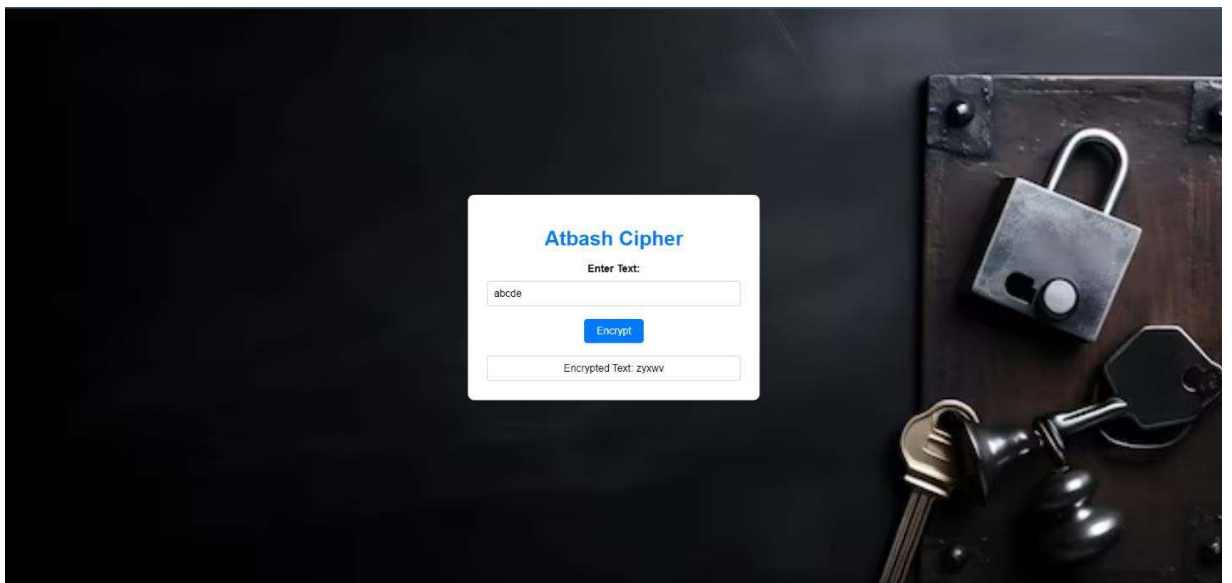 Atbash Cipher
Enter Text:
abcde
Encrypt
Encrypted Text: zyxwv